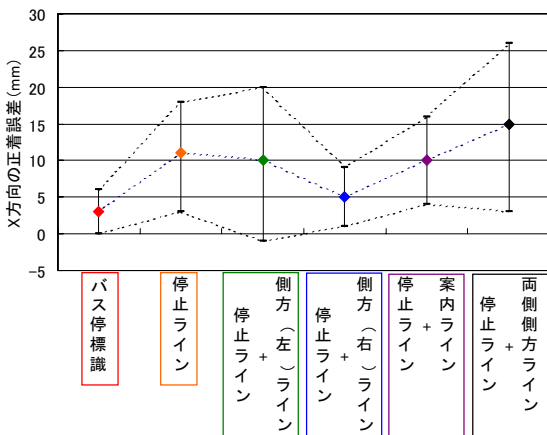 X方向の正着誤差(mm)
30
25
20
15
10
5
0
-5
バス停標識
停止ライン
側方(左)ライン
+
停止ライン
側方(右)ライン
+
停止ライン
案内ライン
+
停止ライン
両側側方ライン
+
停止ライン